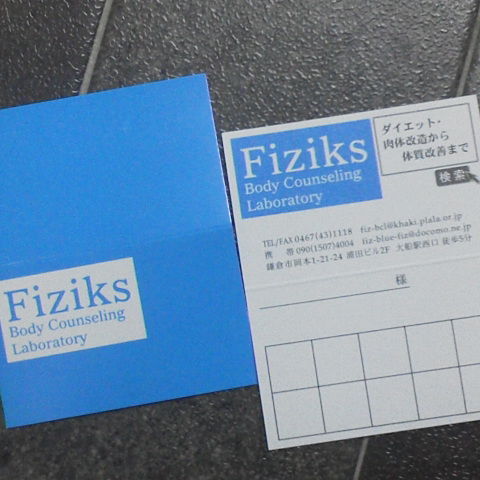 Fiziks
Body Counseling
Laboratory
Fiziks
Body Counseling
Laboratory
ダイエット・
肉体改造から
体質改善まで
検索
TEL/FAX 0467(43)1118 fiz-bcl@khaki.plala.or.jp
携 帯 090(1507)4004 fiz-blue-fiz@docomo.ne.jp
鎌倉市岡本1-21-24 浦田ビル2F 大船駅西口 徒歩5分
様